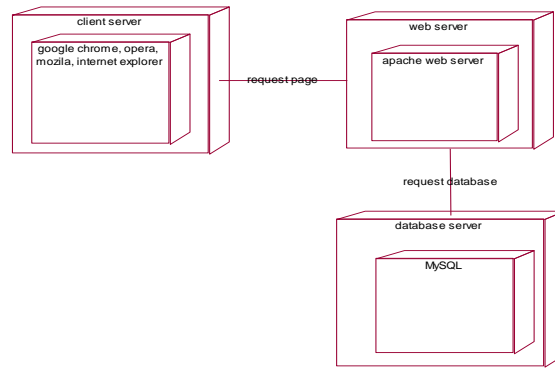 client server
google chrome, opera,
mozila, internet explorer
request page
web server
apache web server
request database
database server
MySQL